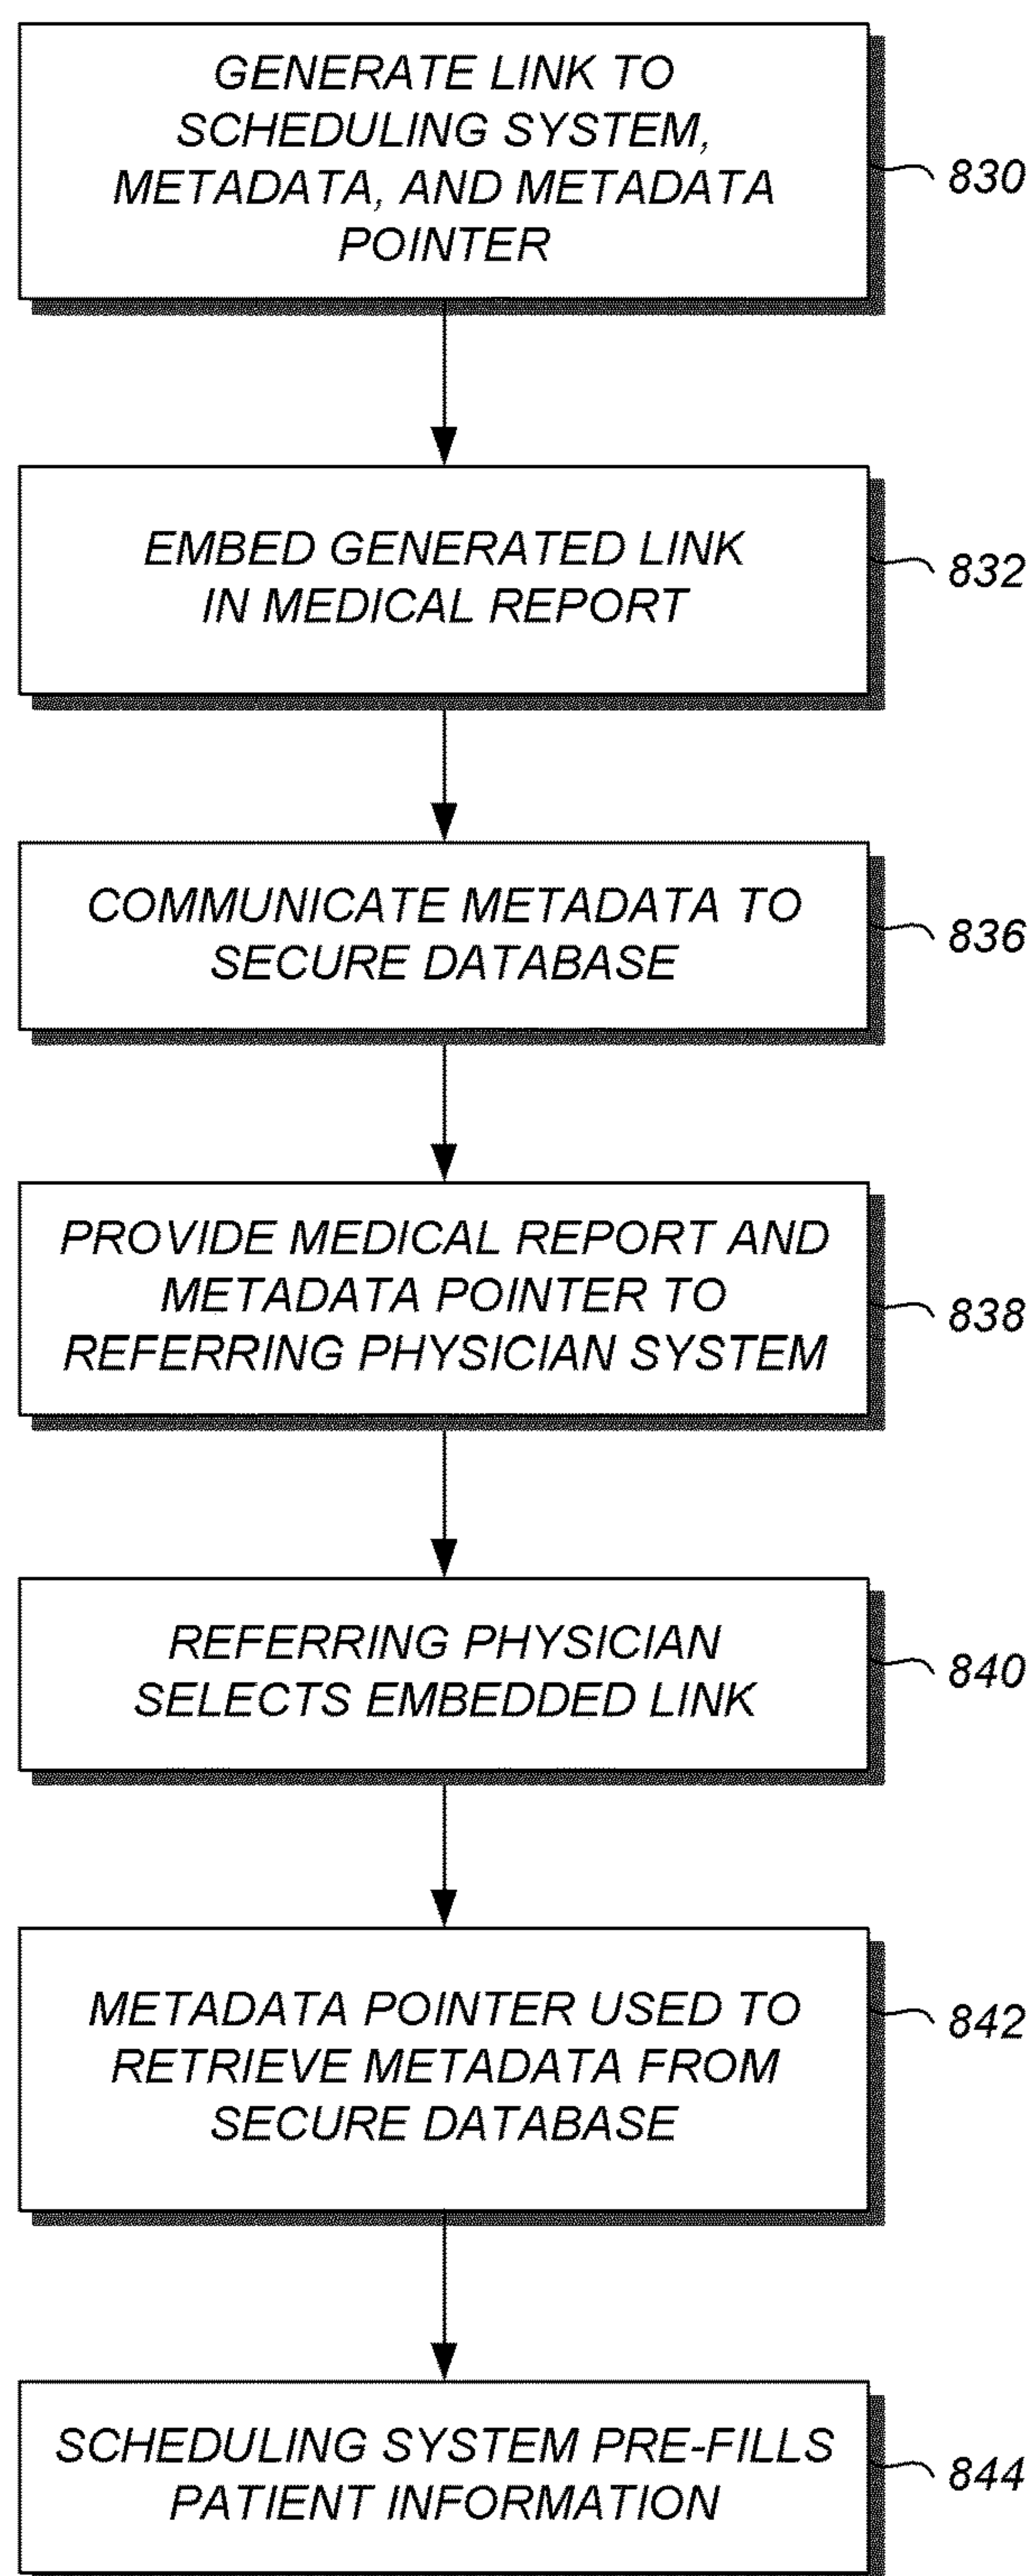 GENERATE LINK TO
SCHEDULING SYSTEM,
METADATA, AND METADATA
POINTER
830
EMBED GENERATED LINK
IN MEDICAL REPORT
832
COMMUNICATE METADATA TO
SECURE DATABASE
836
PROVIDE MEDICAL REPORT AND
METADATA POINTER TO
REFERRING PHYSICIAN SYSTEM
838
REFERRING PHYSICIAN
SELECTS EMBEDDED LINK
840
METADATA POINTER USED TO
RETRIEVE METADATA FROM
SECURE DATABASE
842
SCHEDULING SYSTEM PRE-FILLS
PATIENT INFORMATION
844